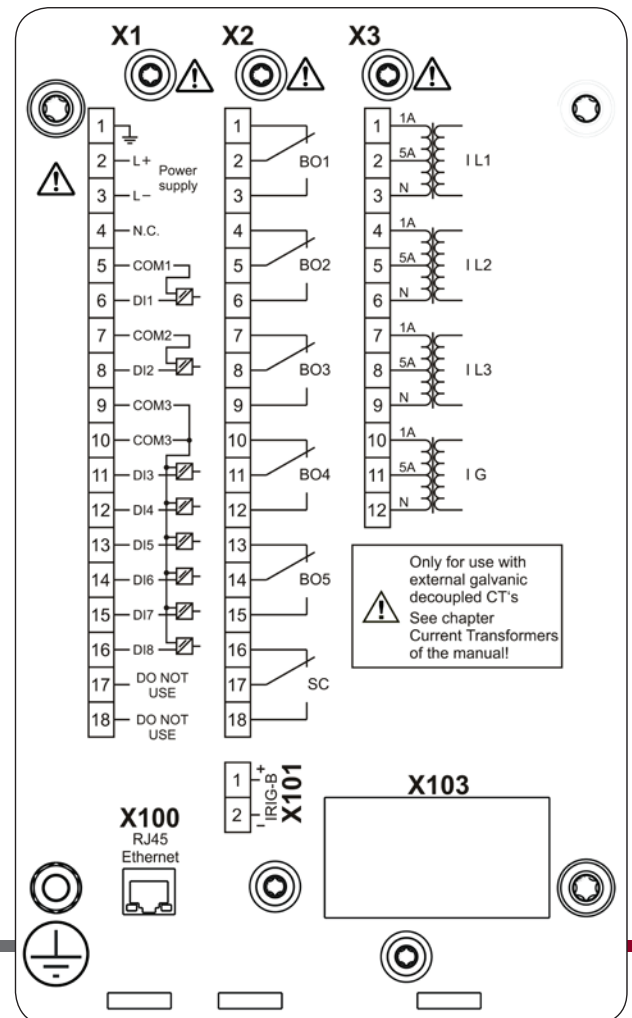 X1
X2
X3
1
2 L+
Power
supply
3 L–
4 N.C.
5 COM1
6 DI1
7 COM2
8 DI2
9 COM3
10 COM3
11 DI3
12 DI4
13 DI5
14 DI6
15 DI7
16 DI8
17 DO NOT
USE
18 DO NOT
USE
1
2 BO1
3
4
5 BO2
6
7
8 BO3
9
10
11 BO4
12
13
14 BO5
15
16
17 SC
18
1 1A
2 5A I L1
3 N
4 1A
5 5A I L2
6 N
7 1A
8 5A I L3
9 N
10 1A
11 5A I G
12 N
Only for use with
external galvanic
decoupled CT's
See chapter
Current Transformers
of the manual!
1 +
2 –
IRIG-B
X101
X100
RJ45
Ethernet
X103